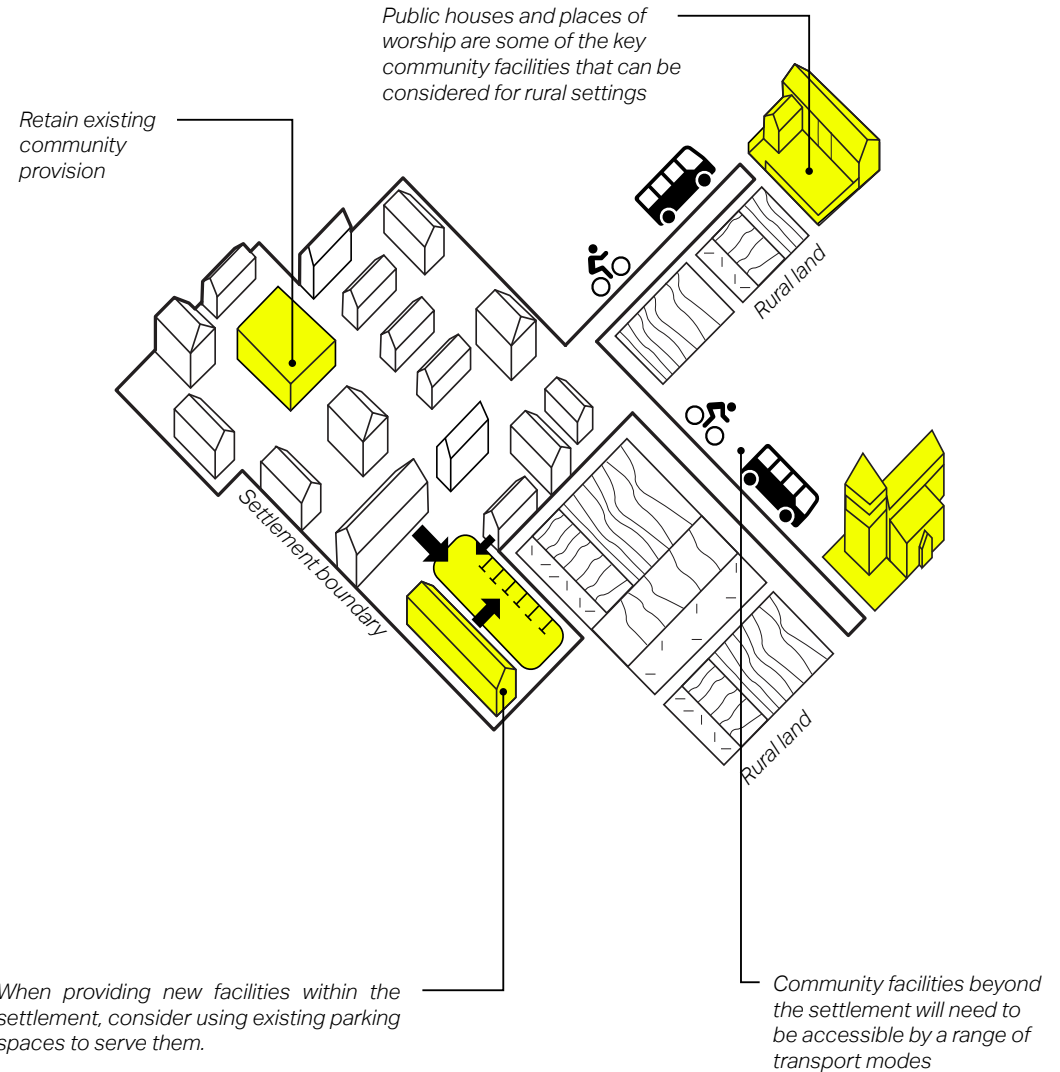 Public houses and places of
worship are some of the key
community facilities that can be
considered for rural settings
Retain existing
community
provision
Rural land
Settlement boundary
Rural land
When providing new facilities within the
settlement, consider using existing parking
spaces to serve them.
Community facilities beyond
the settlement will need to
be accessible by a range of
transport modes